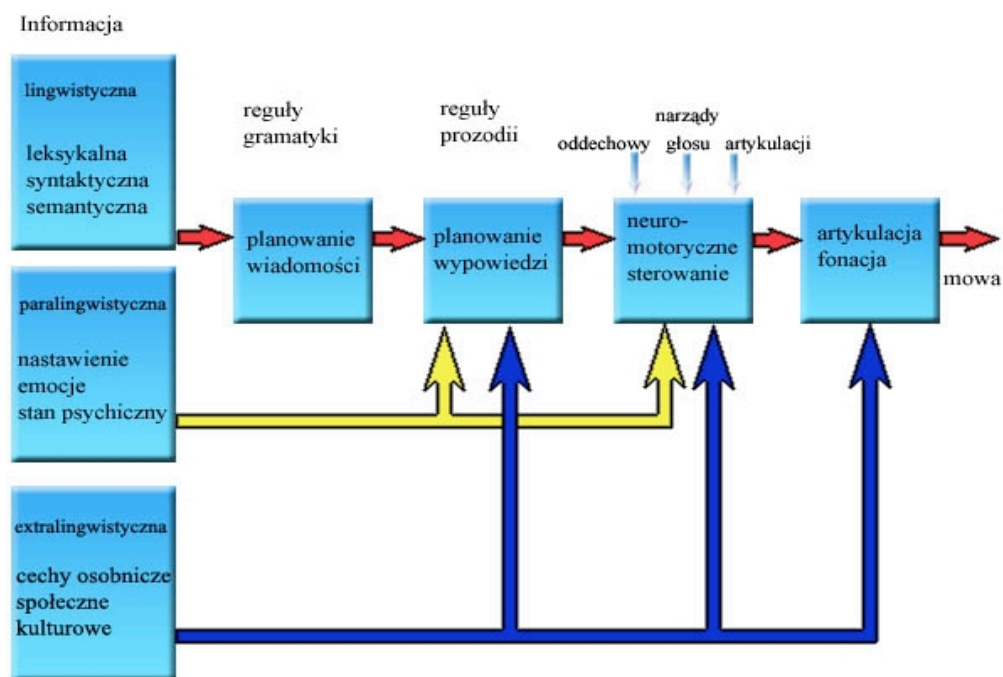 Informacja
lingwistyczna
leksykalna
syntaktyczna
semantyczna
paralingwistyczna
nastawienie
emocje
stan psychiczny
extralingwistyczna
cechy osobnicze
społeczne
kulturowe
reguły
gramatyki
planowanie
wiadomości
reguły
prozodii
planowanie
wypowiedzi
narządy
oddechowy głosu artykulacji
neuro-
motoryczne
sterowanie
artykulacja
fonacja
mowa